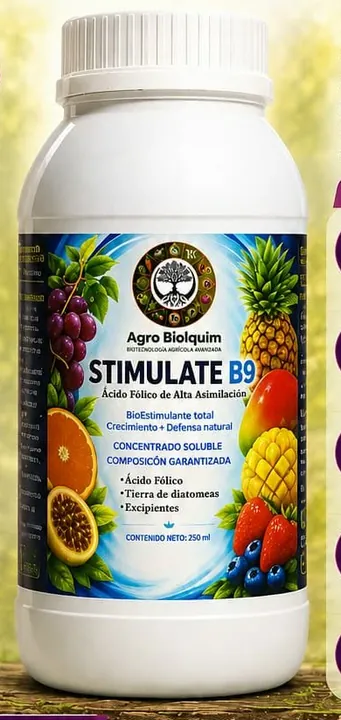 Agro Biolquim
BIOTECNOLOGÍA AGRÍCOLA AVANZADA
STIMULATE B9
Ácido Fólico de Alta Asimilación
BioEstimulante total
Crecimiento + Defensa natural
CONCENTRADO SOLUBLE
COMPOSICÓN GARANTIZADA
•Ácido Fólico
•Tierra de diatomeas
•Excipientes
CONTENIDO NETO: 250 ml